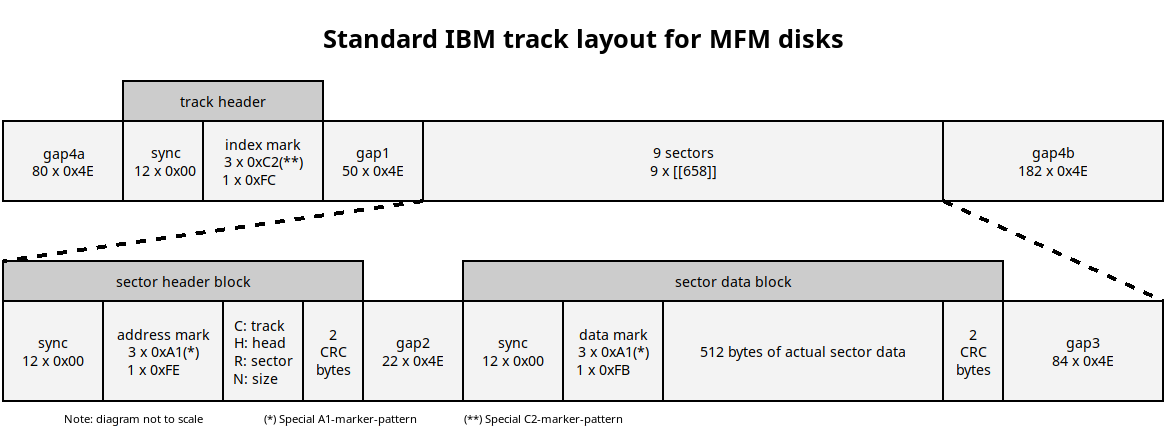 Standard IBM track layout for MFM disks
track header
gap4a
80 x 0x4E
sync
12 x 0x00
index mark
3 x 0xC2(**)
1 x 0xFC
gap1
50 x 0x4E
9 sectors
9 x [[658]]
gap4b
182 x 0x4E
sector header block
sector data block
sync
12 x 0x00
address mark
3 x 0xA1(*)
1 x 0xFE
C: track
H: head
R: sector
N: size
2
CRC
bytes
gap2
22 x 0x4E
sync
12 x 0x00
data mark
3 x 0xA1(*)
1 x 0xFB
512 bytes of actual sector data
2
CRC
bytes
gap3
84 x 0x4E
Note: diagram not to scale
(*) Special A1-marker-pattern
(**) Special C2-marker-pattern